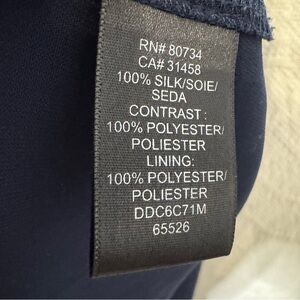 RN# 80734
CA# 31458
100% SILK/SOIE/
SEDA
CONTRAST :
100% POLYESTER/
POLIESTER
LINING:
100% POLYESTER/
POLIESTER
DDC6C71M
65526